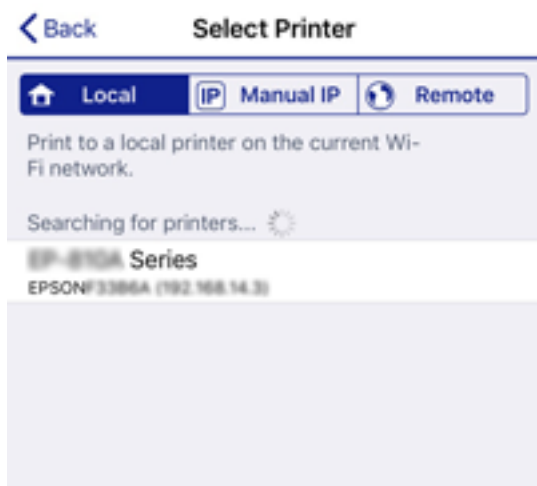 Back
Select Printer
Local
IP Manual IP
Remote
Print to a local printer on the current Wi-
Fi network.
Searching for printers...
Series
EPSON